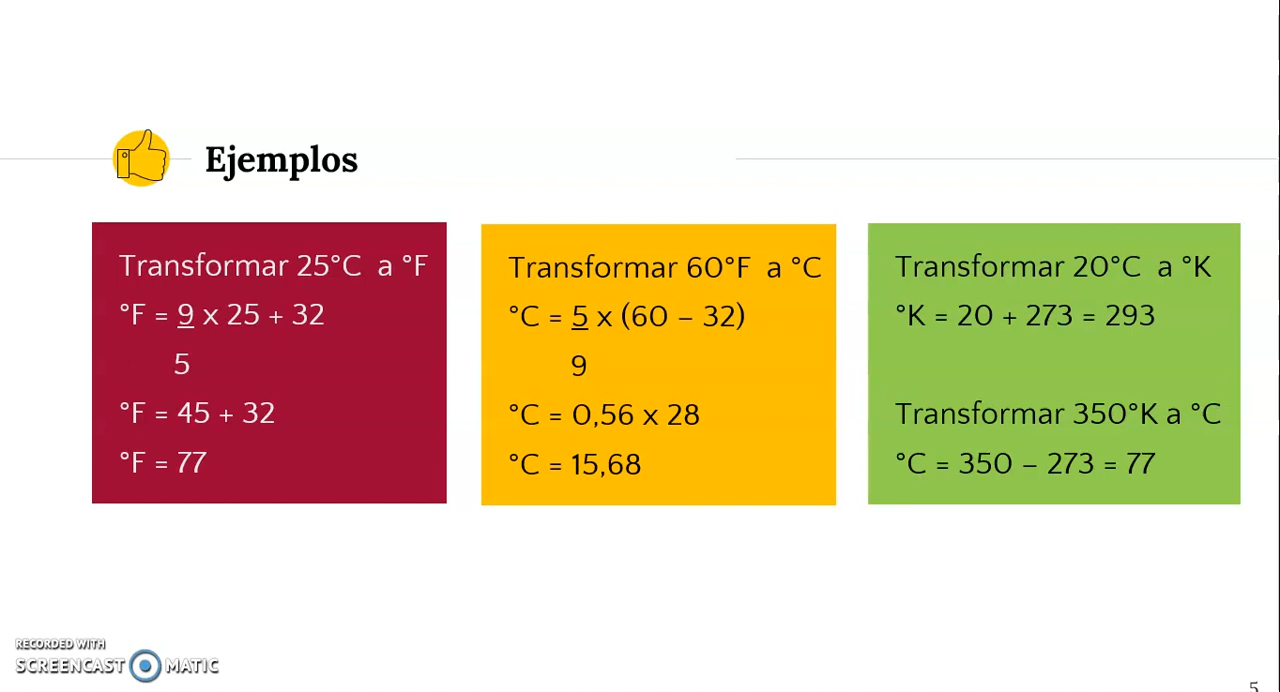 Ejemplos
Transformar 25°C a °F
°F = 9 x 25 + 32
5
°F = 45 + 32
°F = 77
Transformar 60°F a °C
°C = 5 x (60 – 32)
9
°C = 0,56 x 28
°C = 15,68
Transformar 20°C a °K
°K = 20 + 273 = 293
Transformar 350°K a °C
°C = 350 – 273 = 77
RECORDED WITH
SCREENCAST MATIC
5